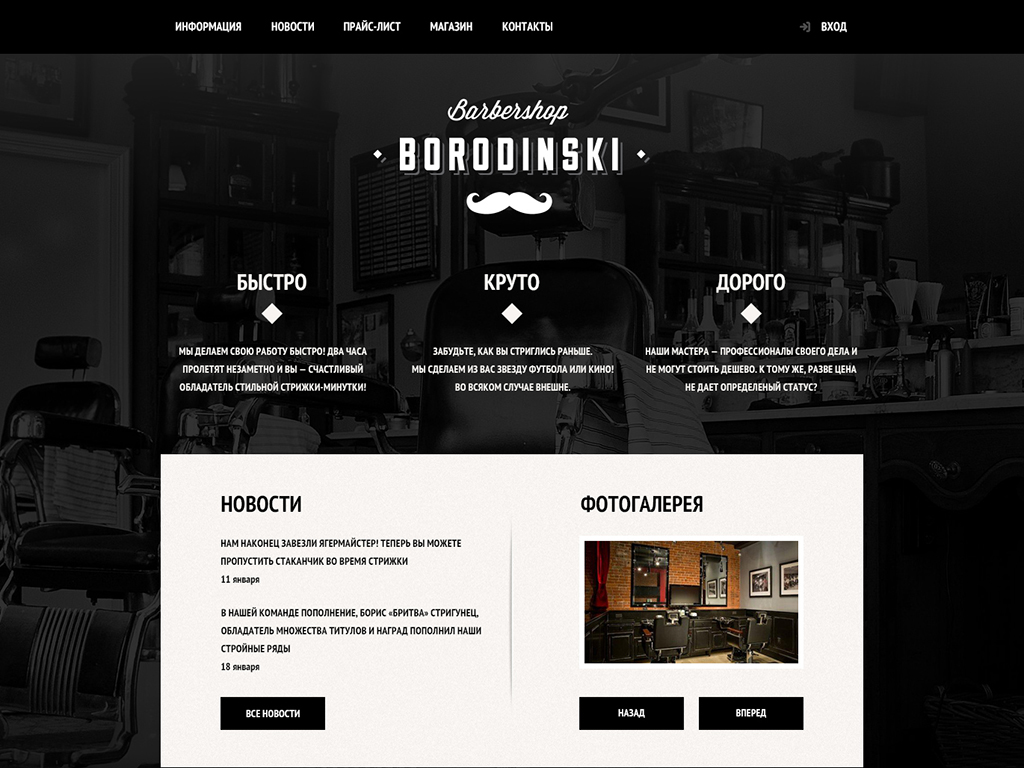 ИНФОРМАЦИЯ НОВОСТИ ПРАЙС-ЛИСТ МАГАЗИН КОНТАКТЫ ВХОД
Barbershop
BORODINSKI
БЫСТРО
МЫ ДЕЛАЕМ СВОЮ РАБОТУ БЫСТРО! ДВА ЧАСА
ПРОЛЕТЯТ НЕЗАМЕТНО И ВЫ — СЧАСТЛИВЫЙ
ОБЛАДАТЕЛЬ СТИЛЬНОЙ СТРИЖКИ-МИНУТКИ!
КРУТО
ЗАБУДЬТЕ, КАК ВЫ СТРИГЛИСЬ РАНЬШЕ.
МЫ СДЕЛАЕМ ИЗ ВАС ЗВЕЗДУ ФУТБОЛА ИЛИ КИНО!
ВО ВСЯКОМ СЛУЧАЕ ВНЕШНЕ.
ДОРОГО
НАШИ МАСТЕРА — ПРОФЕССИОНАЛЫ СВОЕГО ДЕЛА И
НЕ МОГУТ СТОИТЬ ДЕШЕВО. К ТОМУ ЖЕ, РАЗВЕ ЦЕНА
НЕ ДАЕТ ОПРЕДЕЛЕНЫЙ СТАТУС?
НОВОСТИ
НАМ НАКОНЕЦ ЗАВЕЗЛИ ЯГЕРМАЙСТЕР! ТЕПЕРЬ ВЫ МОЖЕТЕ
ПРОПУСТИТЬ СТАКАНЧИК ВО ВРЕМЯ СТРИЖКИ
11 января
В НАШЕЙ КОМАНДЕ ПОПОЛНЕНИЕ, БОРИС «БРИТВА» СТРИГУНЕЦ,
ОБЛАДАТЕЛЬ МНОЖЕСТВА ТИТУЛОВ И НАГРАД ПОПОЛНИЛ НАШИ
СТРОЙНЫЕ РЯДЫ
18 января
ВСЕ НОВОСТИ
ФОТОГАЛЕРЕЯ
НАЗАД ВПЕРЕД